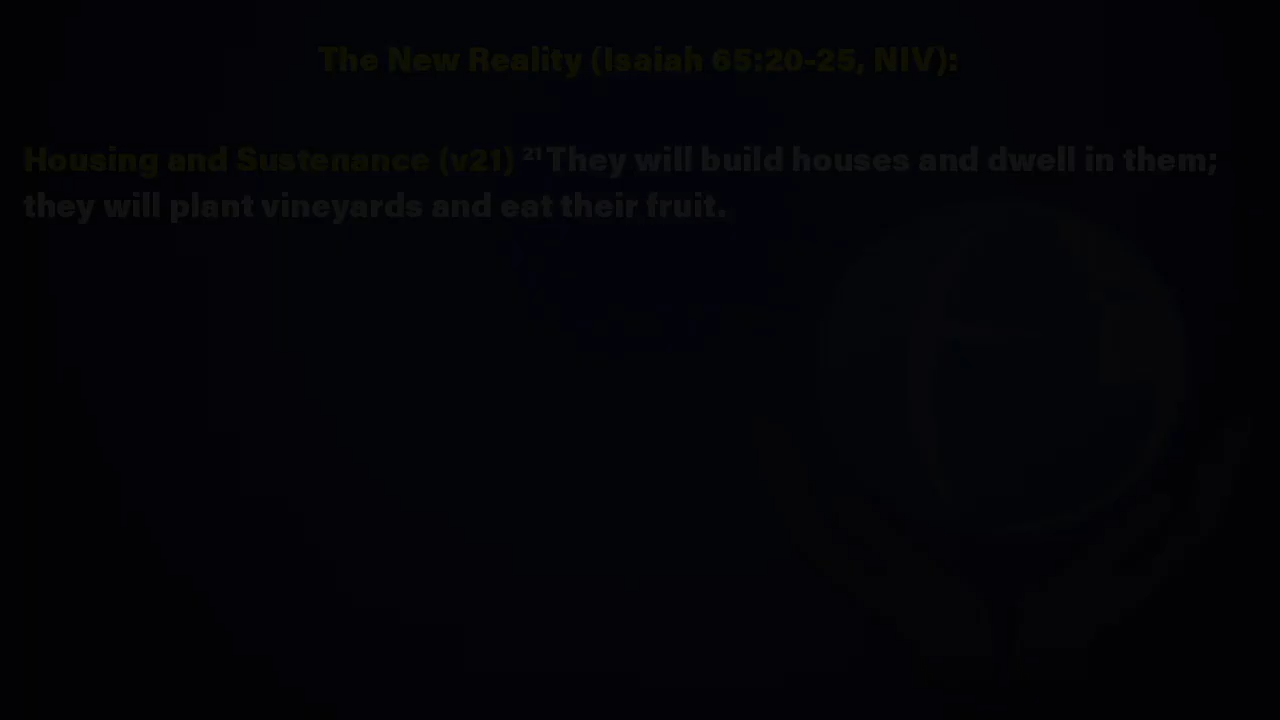 The New Reality (Isaiah 65:20-25, NIV):
Housing and Sustenance (v21) ²¹They will build houses and dwell in them;
they will plant vineyards and eat their fruit.